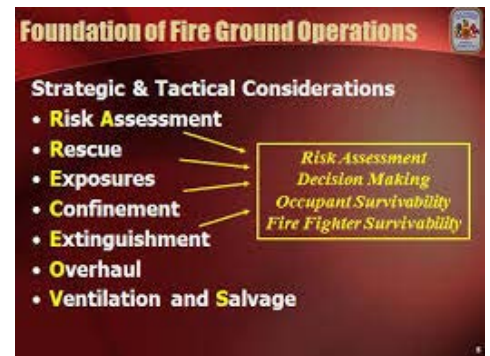 Foundation of Fire Ground Operations
Strategic & Tactical Considerations
• Risk Assessment
• Rescue
• Exposures
• Confinement
• Extinguishment
• Overhaul
• Ventilation and Salvage
Risk Assessment
Decision Making
Occupant Survivability
Fire Fighter Survivability